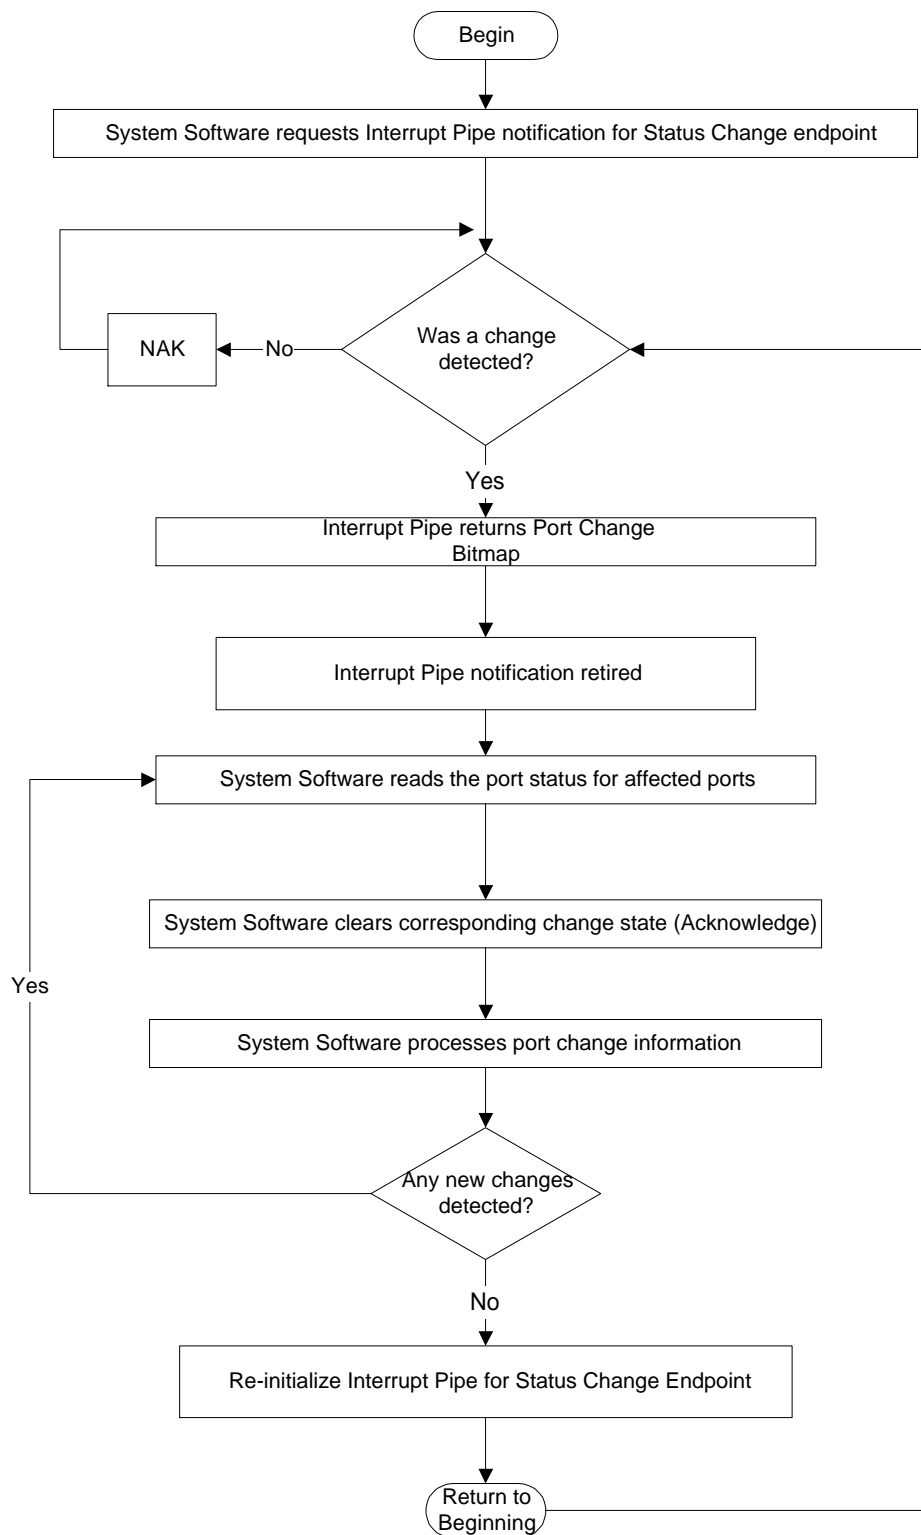 Begin
System Software requests Interrupt Pipe notification for Status Change endpoint
Was a change
detected?
No
NAK
Yes
Interrupt Pipe returns Port Change
Bitmap
Interrupt Pipe notification retired
System Software reads the port status for affected ports
System Software clears corresponding change state (Acknowledge)
Yes
System Software processes port change information
Any new changes
detected?
No
Re-initialize Interrupt Pipe for Status Change Endpoint
Return to
Beginning